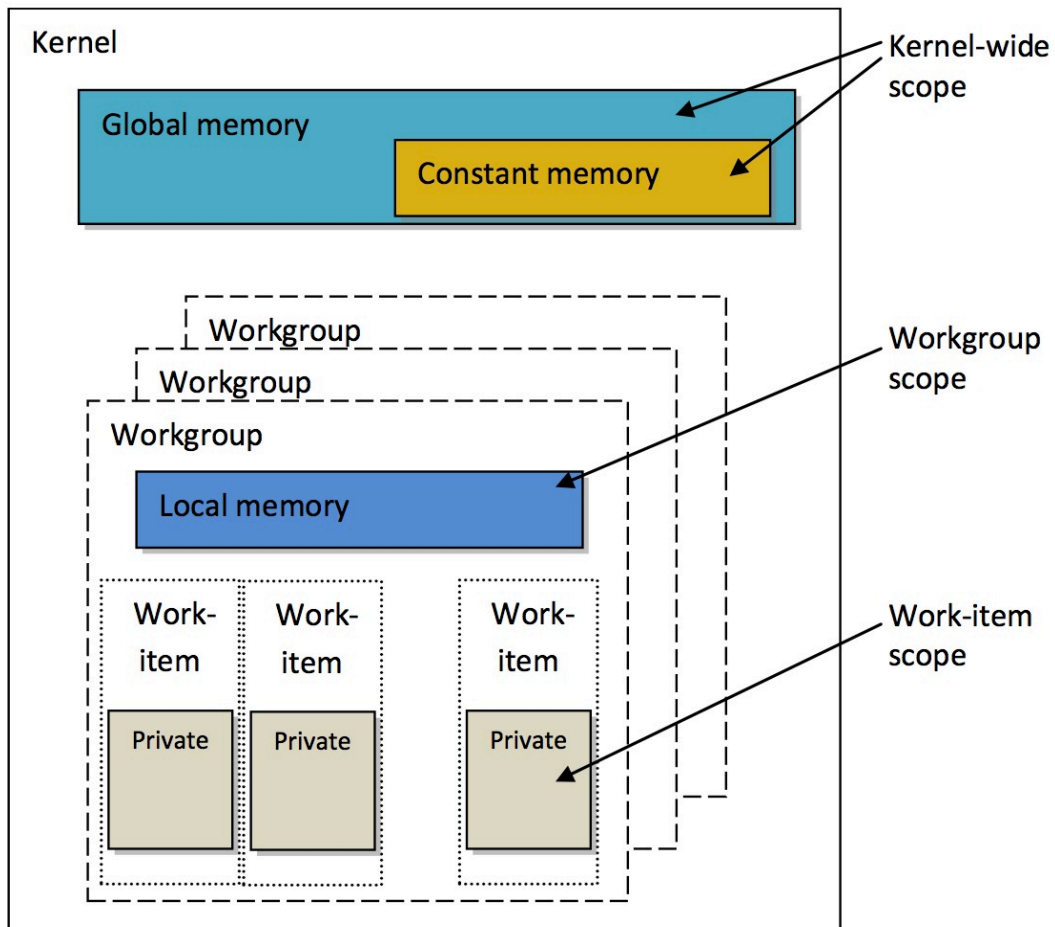 Kernel
Kernel-wide
scope
Global memory
Constant memory
Workgroup
Workgroup
Workgroup
Workgroup
scope
Local memory
Work-
item
Private
Work-
item
Private
Work-
item
Private
Work-item
scope